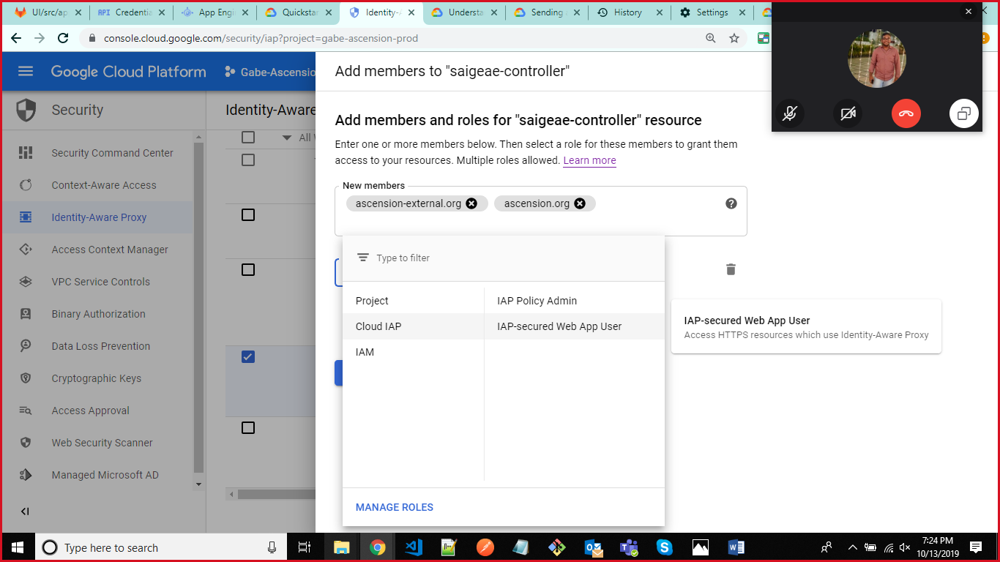 UI/src/ap
API Credentia
App Engi
Quickstar
Identity-A
Understa
Sending
History
Settings
console.cloud.google.com/security/iap?project=gabe-ascension-prod
Google Cloud Platform
Gabe-Ascensio
Add members to "saigeae-controller"
Security
Identity-Aware
Add members and roles for "saigeae-controller" resource
All
Enter one or more members below. Then select a role for these members to grant them
access to your resources. Multiple roles allowed. Learn more
Security Command Center
Context-Aware Access
Identity-Aware Proxy
Access Context Manager
VPC Service Controls
Binary Authorization
Data Loss Prevention
Cryptographic Keys
Access Approval
Web Security Scanner
Managed Microsoft AD
New members
ascension-external.org
ascension.org
Type to filter
Project
Cloud IAP
IAM
IAP Policy Admin
IAP-secured Web App User
IAP-secured Web App User
Access HTTPS resources which use Identity-Aware Proxy
MANAGE ROLES
Type here to search
7:24 PM
10/13/2019